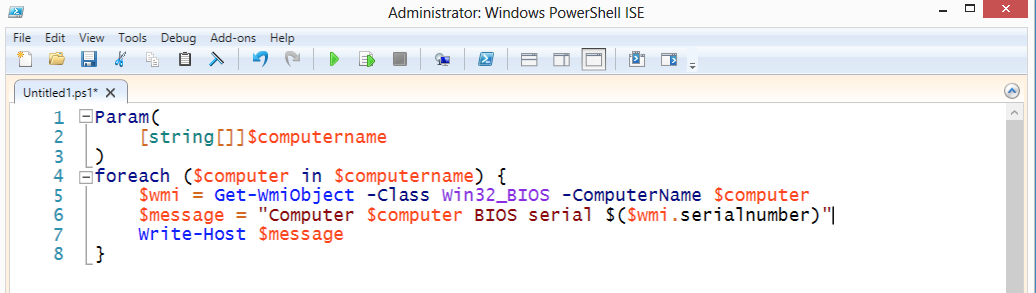 Administrator: Windows PowerShell ISE
File Edit View Tools Debug Add-ons Help
Untitled1.ps1* X
1 Param(
2 [string[]]$computername
3 )
4 foreach ($computer in $computername) {
5 $wmi = Get-WmiObject -Class Win32_BIOS -ComputerName $computer
6 $message = "Computer $computer BIOS serial $($wmi.serialnumber)"
7 Write-Host $message
8 }